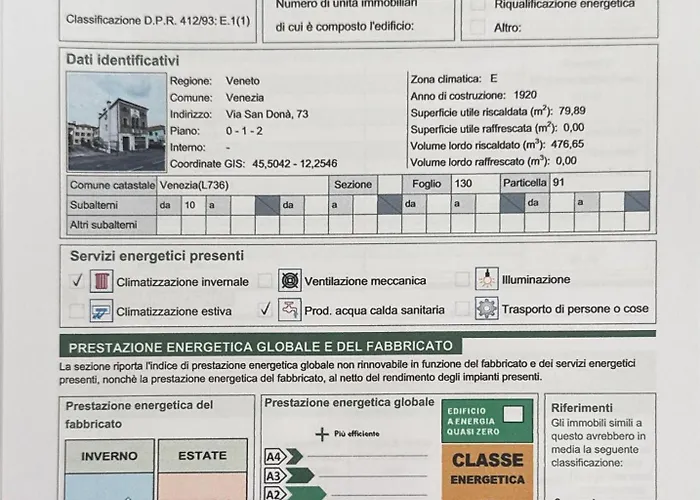 Classificazione D.P.R. 412/93: E.1(1)
Numero di unità immobiliari
di cui è composto l'edificio:
Riqualificazione energetica
Altro:
Dati identificativi
Regione: Veneto
Comune: Venezia
Indirizzo: Via San Donà, 73
Piano: 0 - 1 - 2
Interno: -
Coordinate GIS: 45,5042 - 12,2546
Zona climatica: E
Anno di costruzione: 1920
Superficie utile riscaldata (m²): 79,89
Superficie utile raffrescata (m²): 0,00
Volume lordo riscaldato (m³): 476,65
Volume lordo raffrescato (m³): 0,00
Comune catastale Venezia(L736) Sezione Foglio 130 Particella 91
Subalterni da 10 a da a da a da a
Altri subalterni
Servizi energetici presenti
✓ Climatizzazione invernale Ventilazione meccanica Illuminazione
Climatizzazione estiva ✓ Prod. acqua calda sanitaria Trasporto di persone o cose
PRESTAZIONE ENERGETICA GLOBALE E DEL FABBRICATO
La sezione riporta l'indice di prestazione energetica globale non rinnovabile in funzione del fabbricato e dei servizi energetici
presenti, nonchè la prestazione energetica del fabbricato, al netto del rendimento degli impianti presenti.
Prestazione energetica del
fabbricato
INVERNO ESTATE
Prestazione energetica globale
+ Più efficiente
A4
A3
A2
EDIFICIO
A ENERGIA
QUASI ZERO
CLASSE
ENERGETICA
Riferimenti
Gli immobili simili a
questo avrebbero in
media la seguente
classificazione: